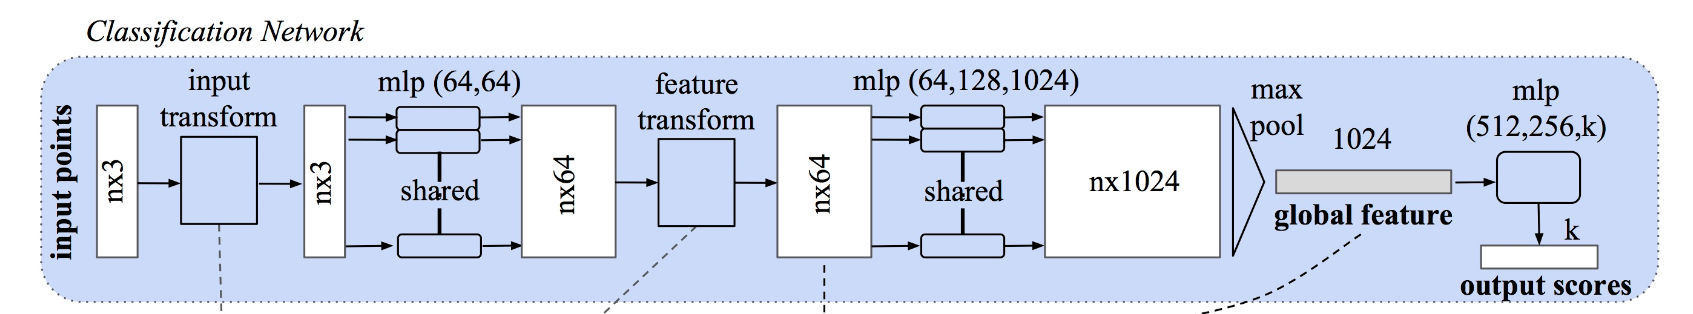 Classification Network
input points
nx3
input
transform
nx3
mlp (64,64)
shared
nx64
feature
transform
nx64
mlp (64,128,1024)
shared
nx1024
max
pool
1024
global feature
mlp
(512,256,k)
k
output scores